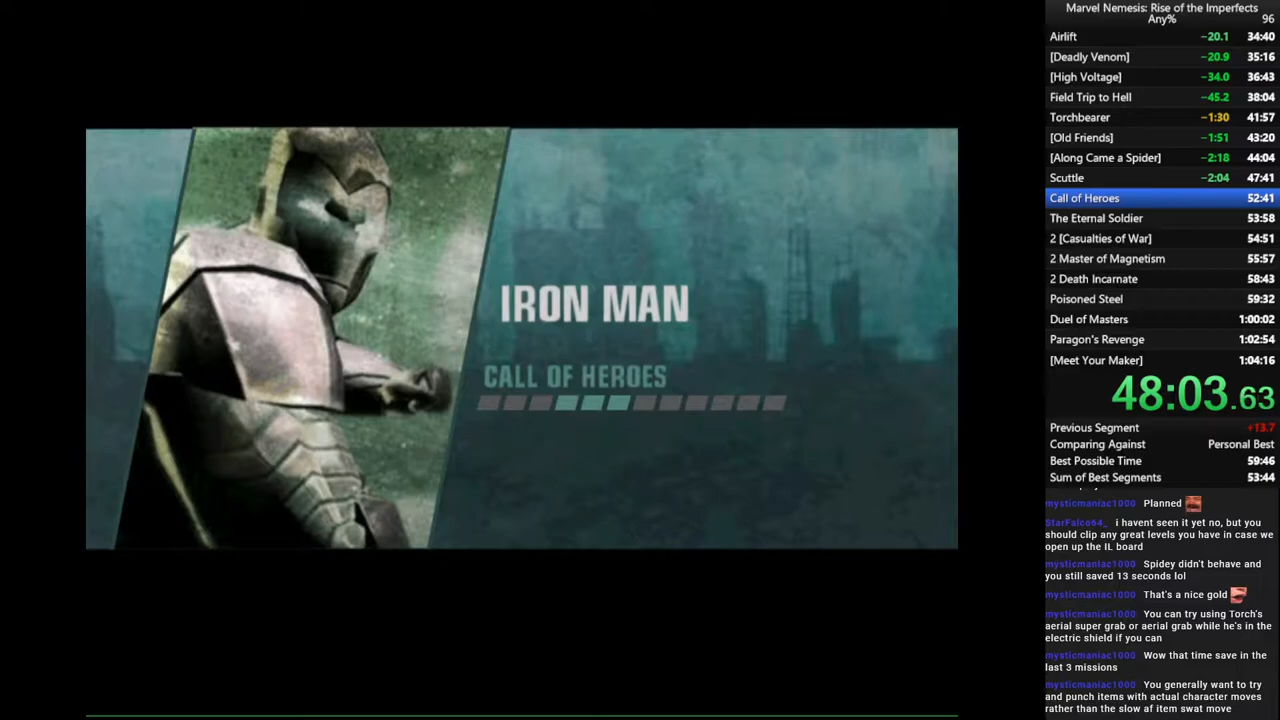 Marvel Nemesis: Rise of the Imperfects
Any% 96
Airlift -20.1 34:40
[Deadly Venom] -20.9 35:16
[High Voltage] -34.0 36:43
Field Trip to Hell -45.2 38:04
Torchbearer -1:30 41:57
[Old Friends] -1:51 43:20
[Along Came a Spider] -2:18 44:04
Scuttle -2:04 47:41
Call of Heroes 52:41
The Eternal Soldier 53:58
2 [Casualties of War] 54:51
2 Master of Magnetism 55:57
2 Death Incarnate 58:43
Poisoned Steel 59:32
Duel of Masters 1:00:02
Paragon's Revenge 1:02:54
[Meet Your Maker] 1:04:16
48:03.63
Previous Segment +13.7
Comparing Against Personal Best
Best Possible Time 59:46
Sum of Best Segments 53:44
mysticmaniac1000 Planned
StarFalco64_ i havent seen it yet no, but you
should clip any great levels you have in case we
open up the IL board
mysticmaniac1000 Spidey didn't behave and
you still saved 13 seconds lol
mysticmaniac1000 That's a nice gold
mysticmaniac1000 You can try using Torch's
aerial super grab or aerial grab while he's in the
electric shield if you can
mysticmaniac1000 Wow that time save in the
last 3 missions
mysticmaniac1000 You generally want to try
and punch items with actual character moves
rather than the slow af item swat move
IRON MAN
CALL OF HEROES